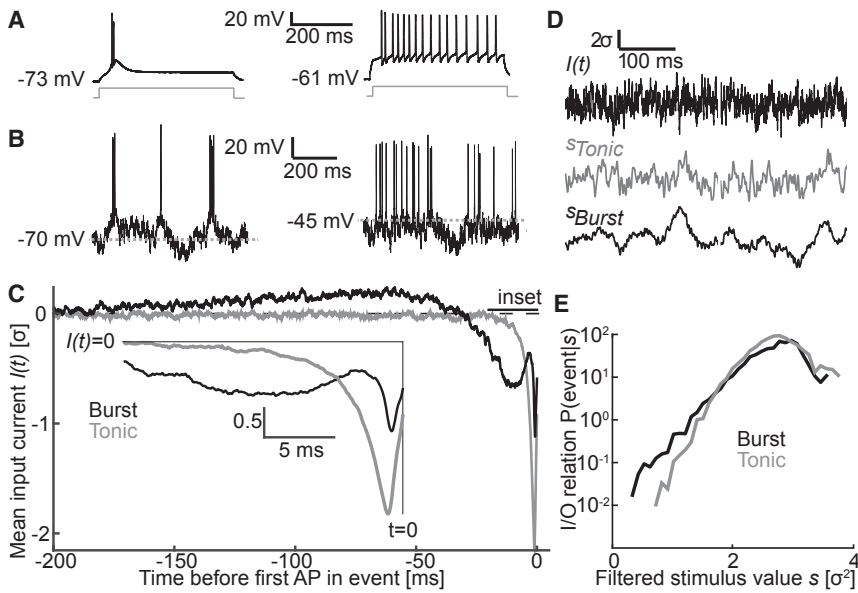 A
20 mV
200 ms
-73 mV
-61 mV
B
20 mV
200 ms
-70 mV
-45 mV
C
Mean input current I(t) [σ]
0
-1
-2
inset
I(t)=0
Burst
Tonic
0.5
5 ms
t=0
-200
-150
-100
-50
0
Time before first AP in event [ms]
D
2σ
100 ms
I(t)
sTonic
sBurst
E
I/O relation P(event|s)
10²
10¹
10⁰
10⁻¹
10⁻²
Burst
Tonic
0
2
4
Filtered stimulus value s [σ²]